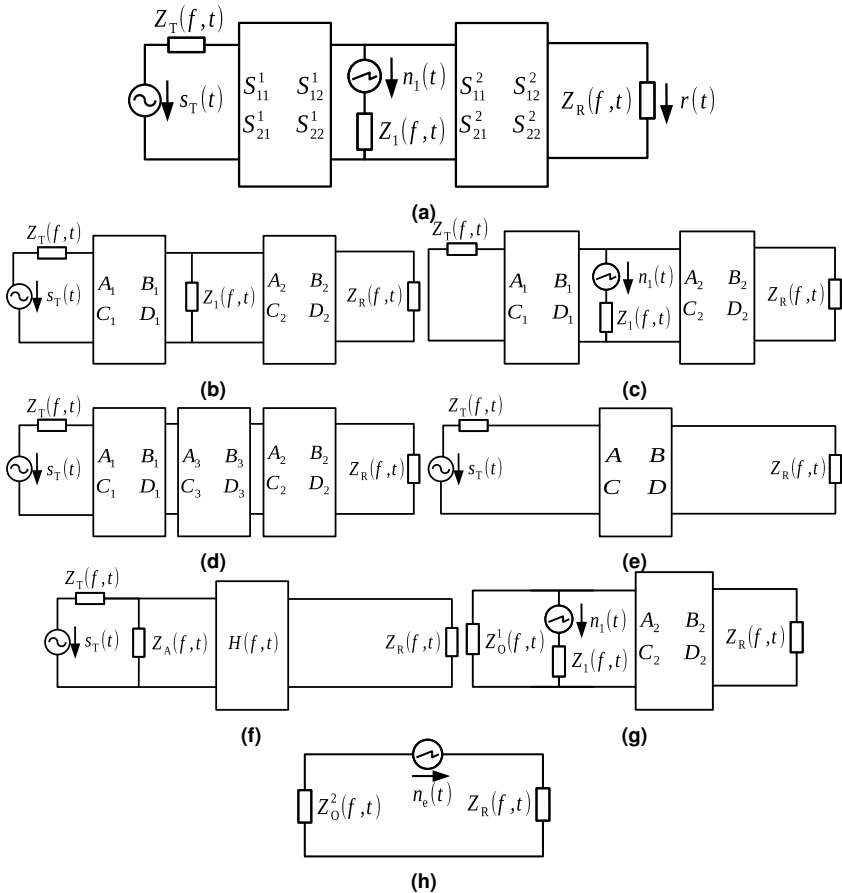 Z_T(f,t)
s_T(t)
S^1_11 S^1_12
S^1_21 S^1_22
n_1(t)
Z_1(f,t)
S^2_11 S^2_12
S^2_21 S^2_22
Z_R(f,t)
r(t)
(a)
Z_T(f,t)
s_T(t)
A_1 B_1
C_1 D_1
Z_1(f,t)
A_2 B_2
C_2 D_2
Z_R(f,t)
(b)
Z_T(f,t)
A_1 B_1
C_1 D_1
n_1(t)
Z_1(f,t)
A_2 B_2
C_2 D_2
Z_R(f,t)
(c)
Z_T(f,t)
s_T(t)
A_1 B_1
C_1 D_1
A_3 B_3
C_3 D_3
A_2 B_2
C_2 D_2
Z_R(f,t)
(d)
Z_T(f,t)
s_T(t)
A B
C D
Z_R(f,t)
(e)
Z_T(f,t)
s_T(t)
Z_A(f,t)
H(f,t)
Z_R(f,t)
(f)
Z^1_O(f,t)
n_1(t)
Z_1(f,t)
A_2 B_2
C_2 D_2
Z_R(f,t)
(g)
Z^2_O(f,t)
n_e(t)
Z_R(f,t)
(h)